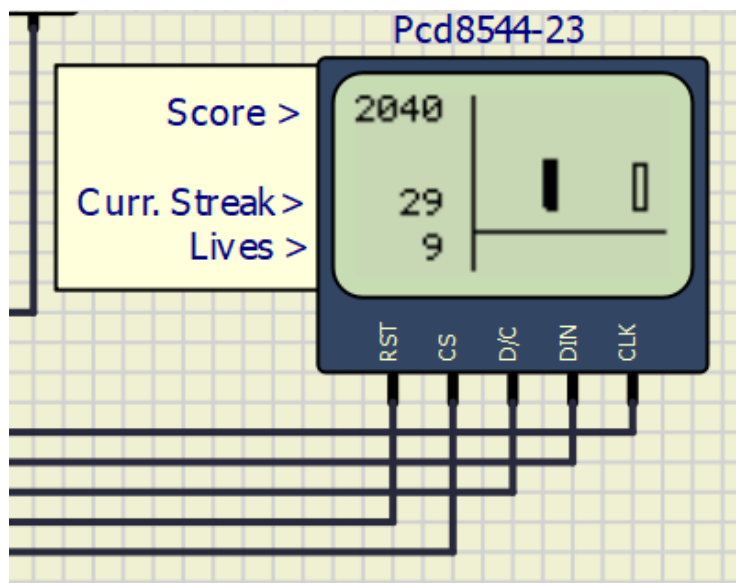 Pcd8544-23
Score > 2040
Curr. Streak> 29
Lives > 9
RST CS D/C DIN CLK